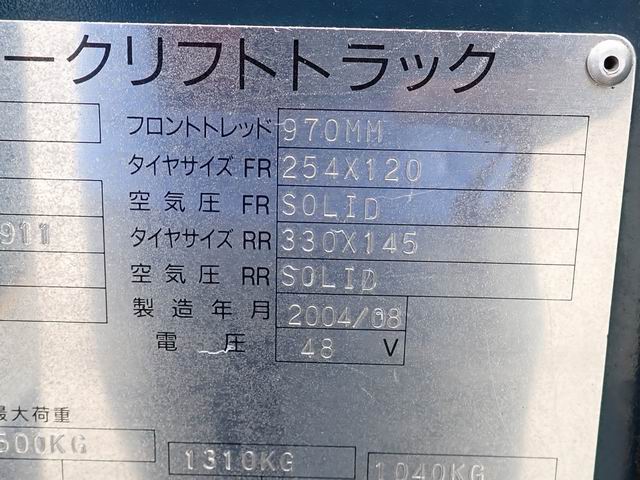 ークリフトトラック
フロントトレッド 970MM
タイヤサイズ FR 254X120
空気圧 FR SOLID
911 タイヤサイズ RR 330X145
空気圧 RR SOLID
製造年月 2004/08
電圧 48 V
最大荷重
500KG 1310KG 1040KG